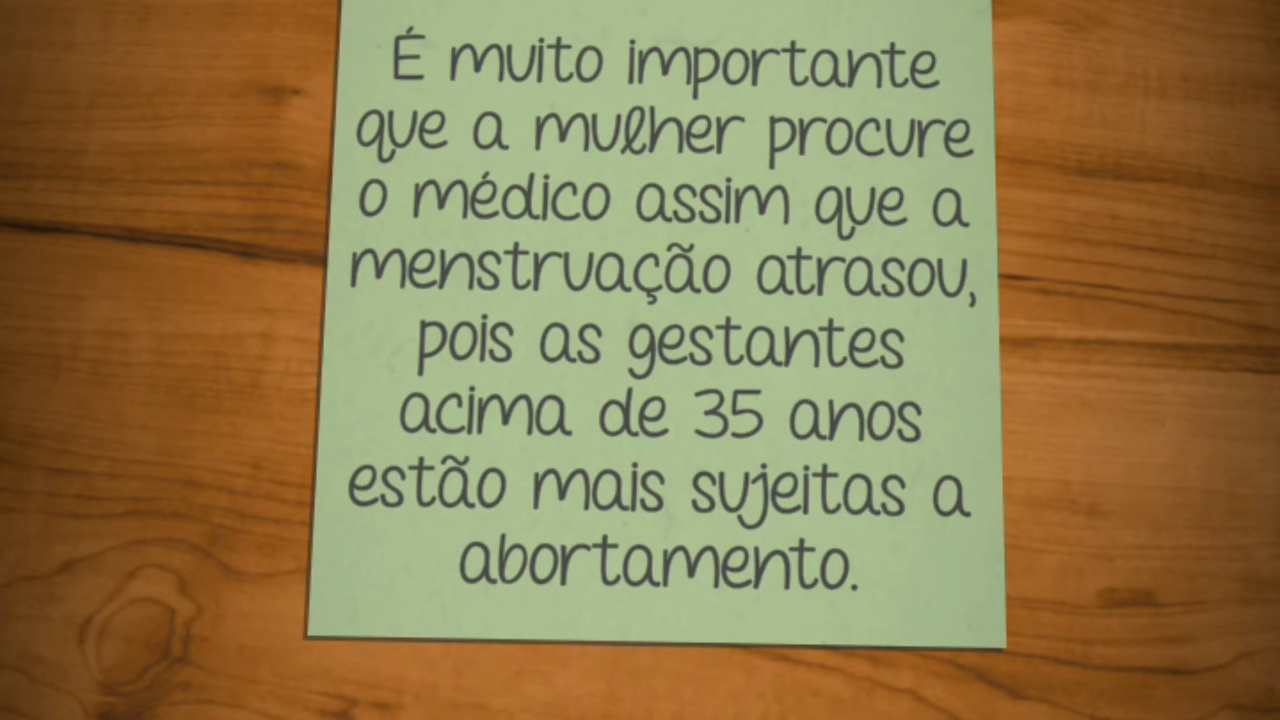 É muito importante
que a mulher procure
o médico assim que a
menstruação atrasou,
pois as gestantes
acima de 35 anos
estão mais sujeitas a
abortamento.